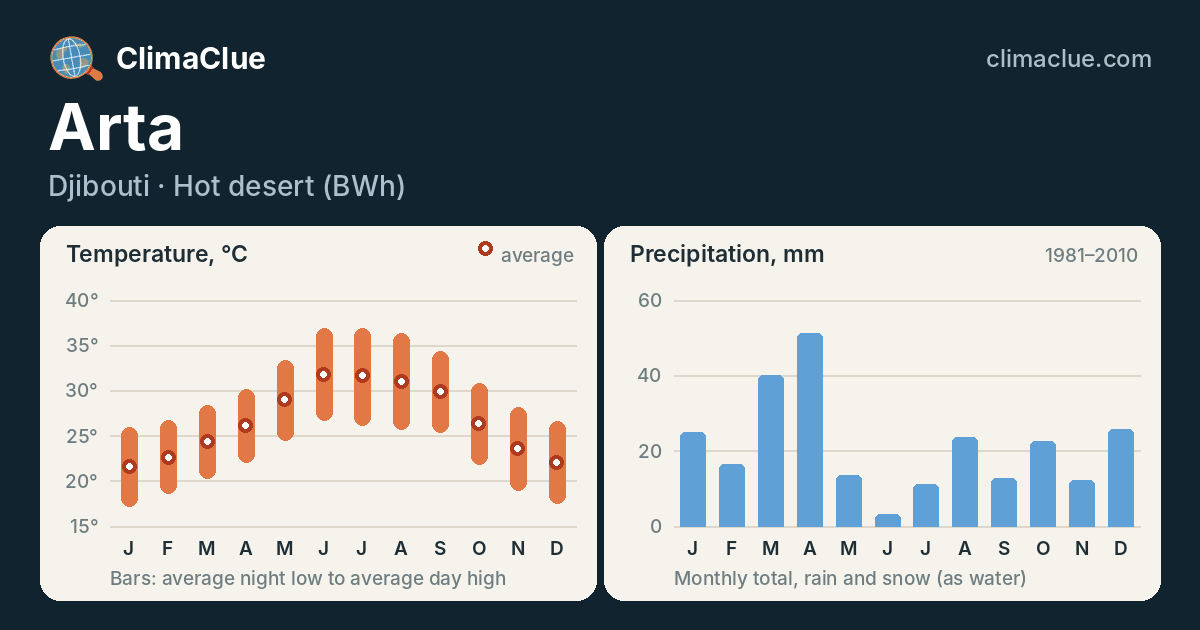 ClimaClue
climaclue.com
Arta
Djibouti · Hot desert (BWh)
Temperature, °C
average
40°
35°
30°
25°
20°
15°
J F M A M J J A S O N D
Bars: average night low to average day high
Precipitation, mm
1981–2010
60
40
20
0
J F M A M J J A S O N D
Monthly total, rain and snow (as water)